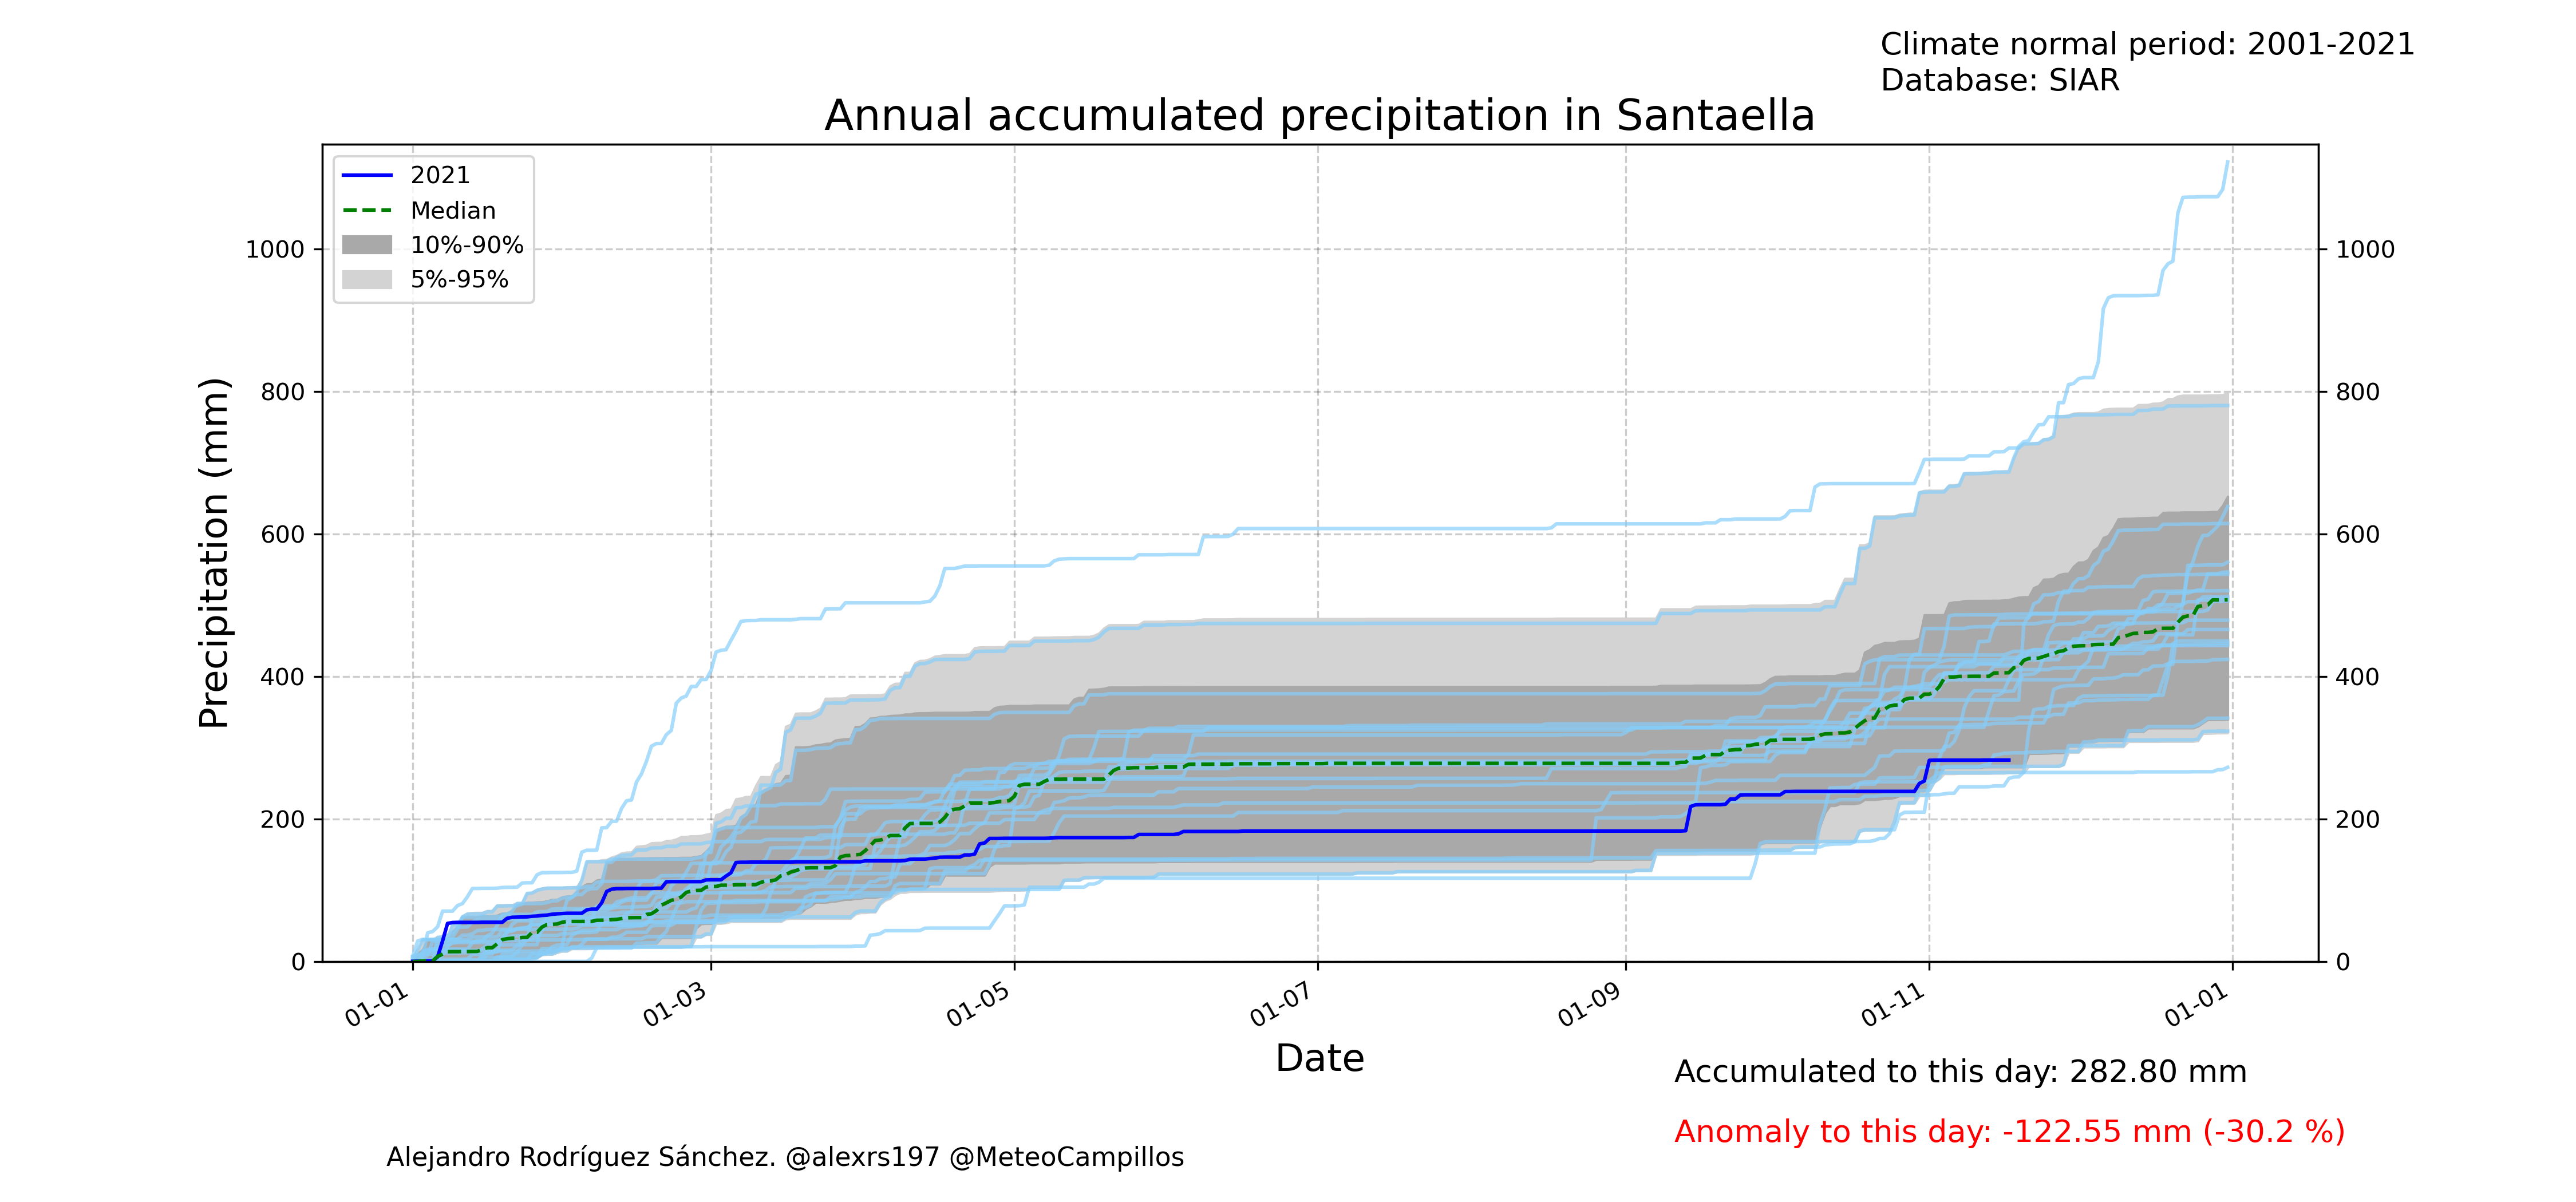 Climate normal period: 2001-2021
Database: SIAR
Annual accumulated precipitation in Santaella
2021
Median
10%-90%
5%-95%
Precipitation (mm)
1000
800
600
400
200
0
1000
800
600
400
200
0
01-01
01-03
01-05
01-07
01-09
01-11
01-01
Date
Accumulated to this day: 282.80 mm
Anomaly to this day: -122.55 mm (-30.2 %)
Alejandro Rodríguez Sánchez. @alexrs197 @MeteoCampillos